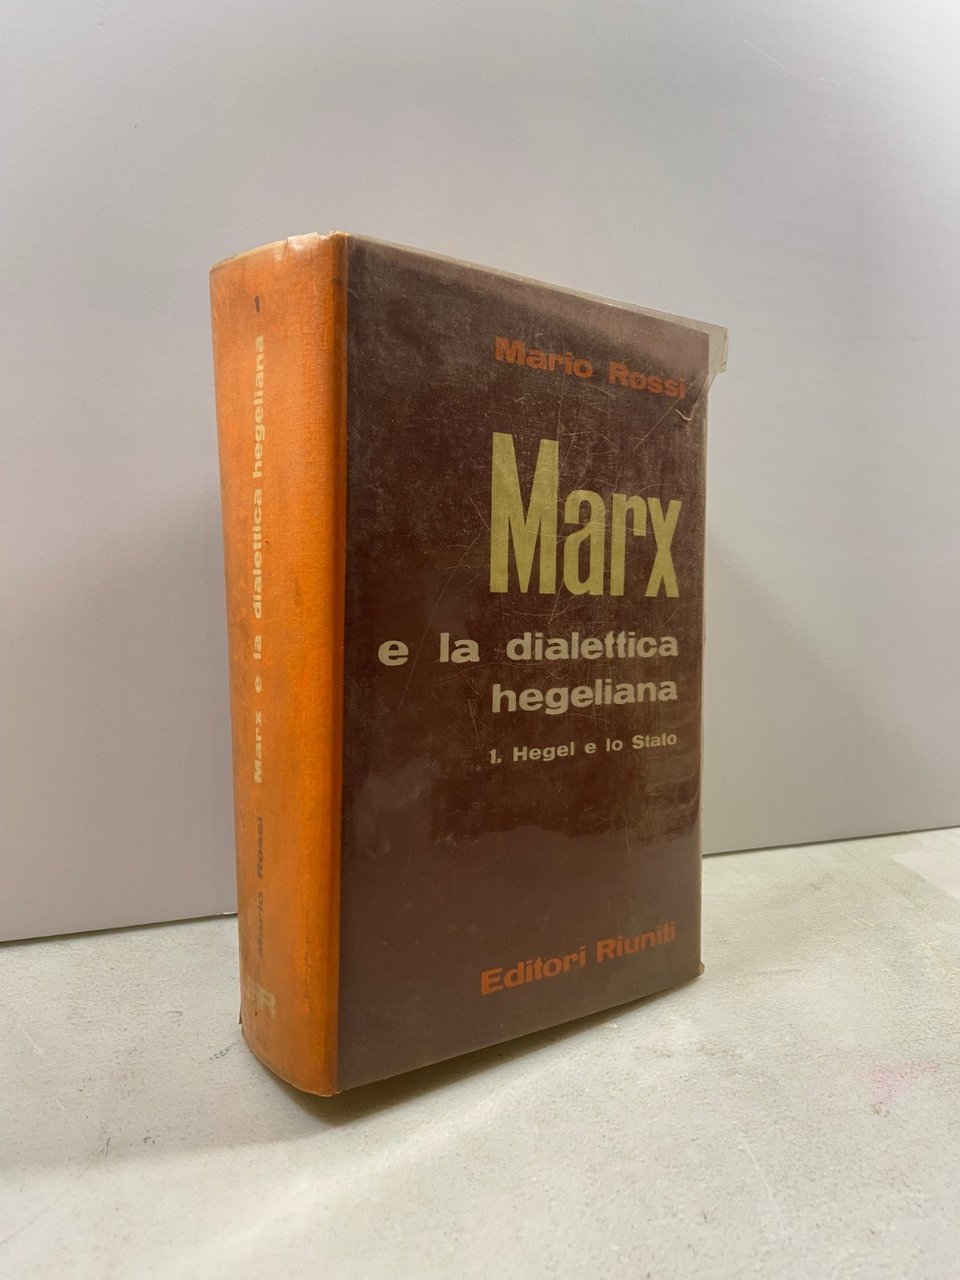 Mario Rossi
Marx
e la dialettica
hegeliana
1. Hegel e lo Stato
Editori Riuniti
Mario Rossi Marx e la dialettica hegeliana 1
ER